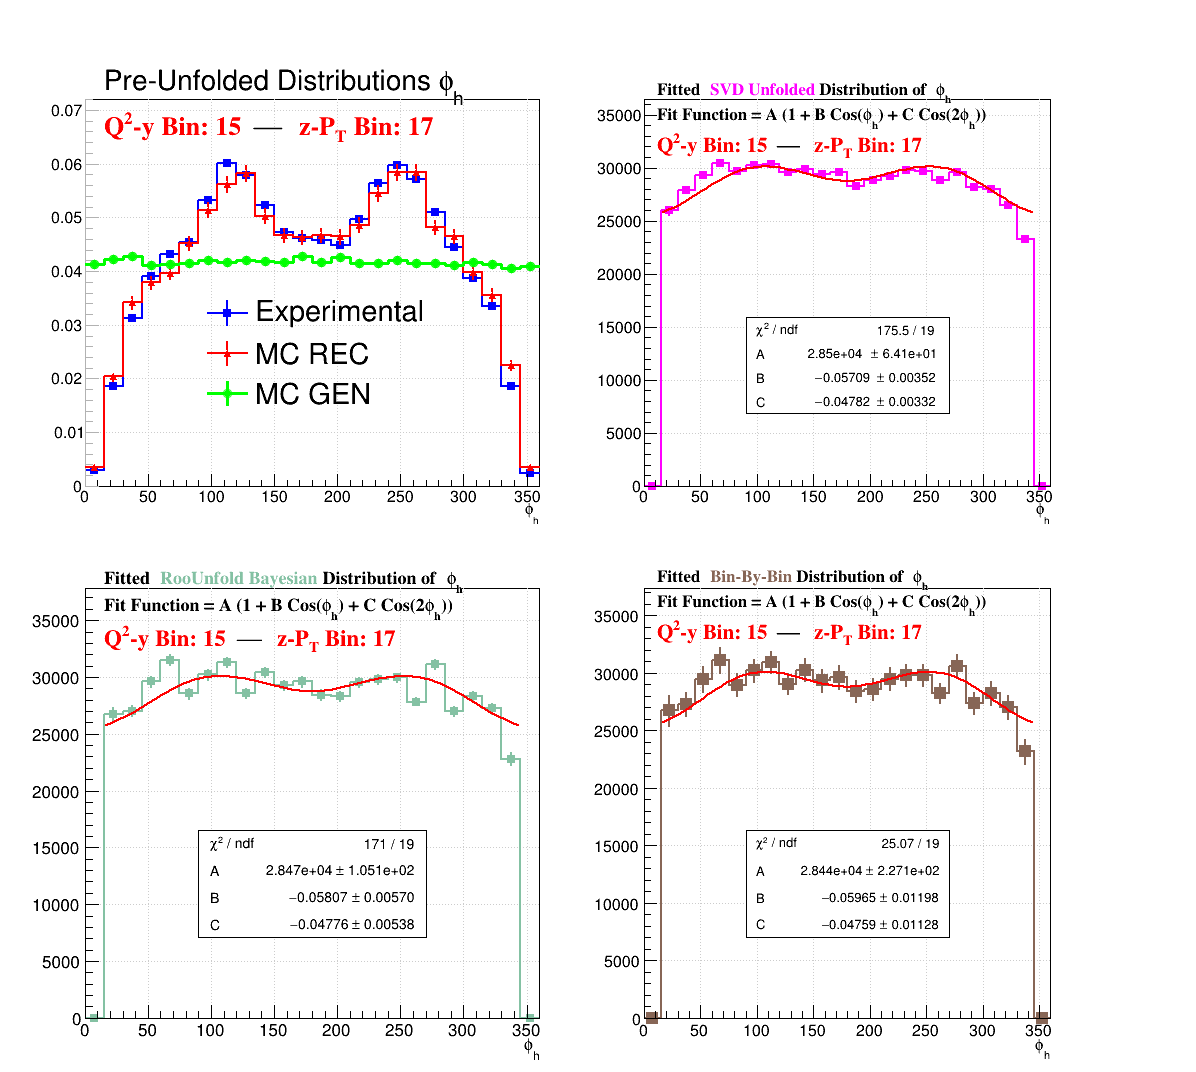 Pre-Unfolded Distributions ϕh
Q²-y Bin: 15 — z-PT Bin: 17
0.07
0.06
0.05
0.04
0.03
0.02
0.01
0
Experimental
MC REC
MC GEN
0 50 100 150 200 250 300 350
ϕh
Fitted SVD Unfolded Distribution of ϕh
Fit Function = A (1 + B Cos(ϕh) + C Cos(2ϕh))
Q²-y Bin: 15 — z-PT Bin: 17
35000
30000
25000
20000
15000
10000
5000
0
χ² / ndf 175.5 / 19
A 2.85e+04 ± 6.41e+01
B −0.05709 ± 0.00352
C −0.04782 ± 0.00332
0 50 100 150 200 250 300 350
ϕh
Fitted RooUnfold Bayesian Distribution of ϕh
Fit Function = A (1 + B Cos(ϕh) + C Cos(2ϕh))
Q²-y Bin: 15 — z-PT Bin: 17
35000
30000
25000
20000
15000
10000
5000
0
χ² / ndf 171 / 19
A 2.847e+04 ± 1.051e+02
B −0.05807 ± 0.00570
C −0.04776 ± 0.00538
0 50 100 150 200 250 300 350
ϕh
Fitted Bin-By-Bin Distribution of ϕh
Fit Function = A (1 + B Cos(ϕh) + C Cos(2ϕh))
Q²-y Bin: 15 — z-PT Bin: 17
35000
30000
25000
20000
15000
10000
5000
0
χ² / ndf 25.07 / 19
A 2.844e+04 ± 2.271e+02
B −0.05965 ± 0.01198
C −0.04759 ± 0.01128
0 50 100 150 200 250 300 350
ϕh